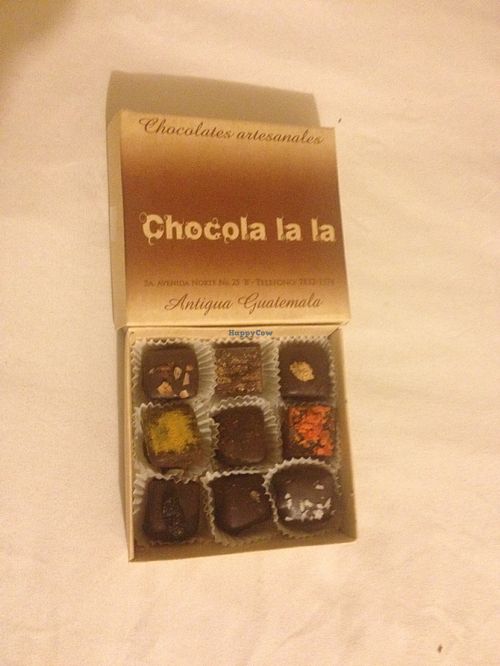 Chocolates artesanales
Chocola la la
5a. Avenida Norte No. 25 "B" - Telefono:
Antigua Guatemala
HappyCow